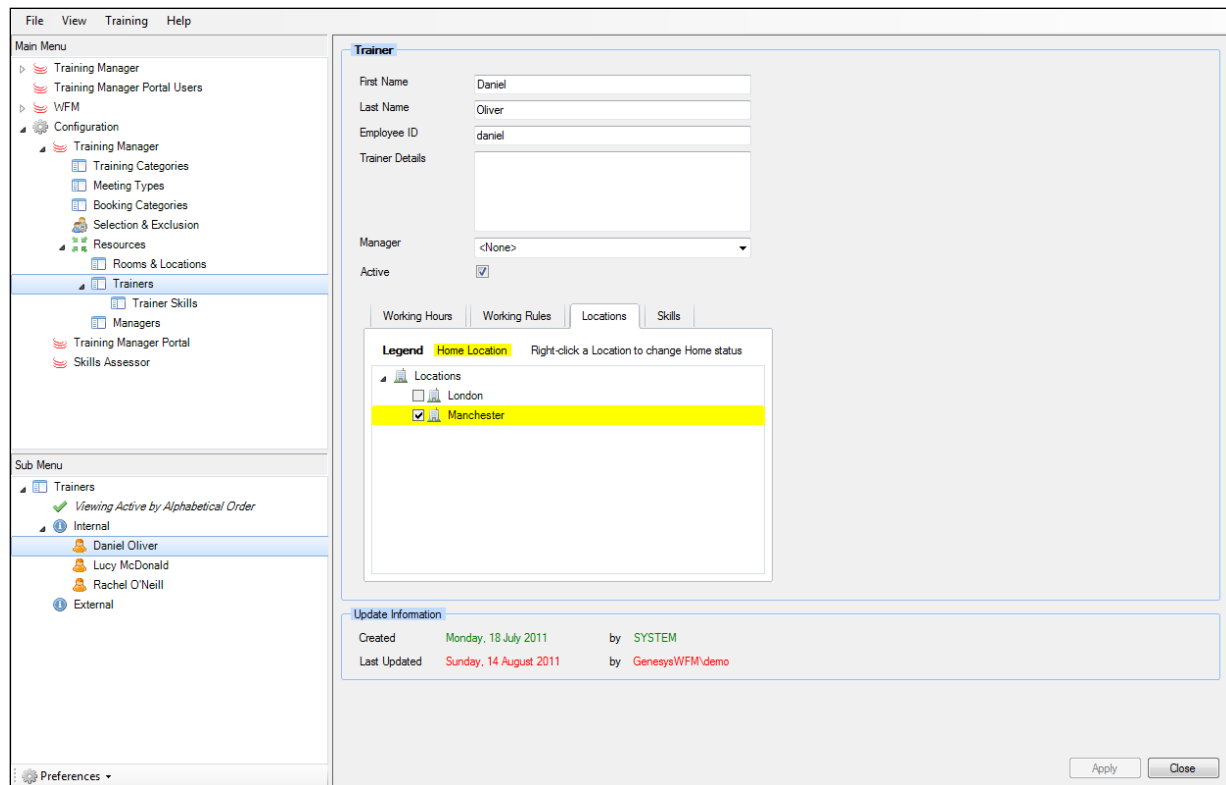 File View Training Help
Main Menu
Training Manager
Training Manager Portal Users
WFM
Configuration
Training Manager
Training Categories
Meeting Types
Booking Categories
Selection & Exclusion
Resources
Rooms & Locations
Trainers
Trainer Skills
Managers
Training Manager Portal
Skills Assessor
Sub Menu
Trainers
Viewing Active by Alphabetical Order
Internal
Daniel Oliver
Lucy McDonald
Rachel O'Neill
External
Preferences
Trainer
First Name Daniel
Last Name Oliver
Employee ID daniel
Trainer Details
Manager <None>
Active
Working Hours Working Rules Locations Skills
Legend Home Location Right-click a Location to change Home status
Locations
London
Manchester
Update Information
Created Monday, 18 July 2011 by SYSTEM
Last Updated Sunday, 14 August 2011 by GenesysWFM\demo
Apply Close